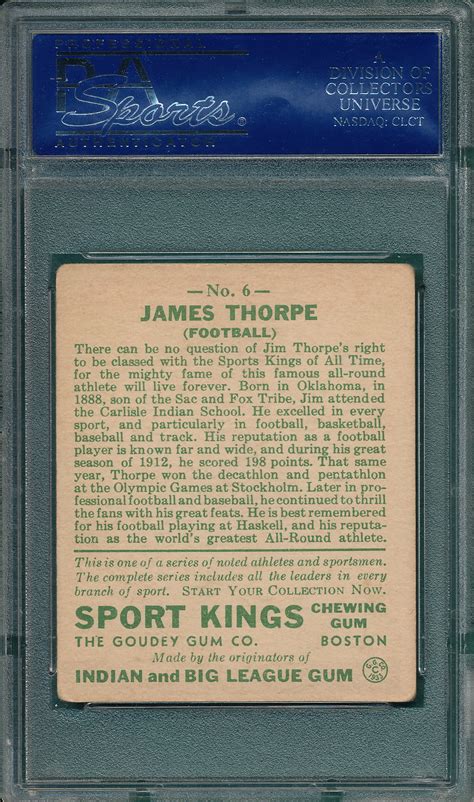 PROFESSIONAL
PSA
Sports®
AUTHENTICATOR
A
DIVISION OF
COLLECTORS
UNIVERSE
NASDAQ: CLCT
— No. 6 —
JAMES THORPE
(FOOTBALL)
There can be no question of Jim Thorpe's right
to be classed with the Sports Kings of All Time,
for the mighty fame of this famous all-round
athlete will live forever. Born in Oklahoma, in
1888, son of the Sac and Fox Tribe, Jim attended
the Carlisle Indian School. He excelled in every
sport, and particularly in football, basketball,
baseball and track. His reputation as a football
player is known far and wide, and during his great
season of 1912, he scored 198 points. That same
year, Thorpe won the decathlon and pentathlon
at the Olympic Games at Stockholm. Later in pro-
fessional football and baseball, he continued to thrill
the fans with his great feats. He is best remembered
for his football playing at Haskell, and his reputa-
tion as the world's greatest All-Round athlete.
This is one of a series of noted athletes and sportsmen.
The complete series includes all the leaders in every
branch of sport. START YOUR COLLECTION NOW.
SPORT KINGS CHEWING GUM
THE GOUDEY GUM CO. BOSTON
Made by the originators of
INDIAN and BIG LEAGUE GUM
G.G.Co.
C
1933